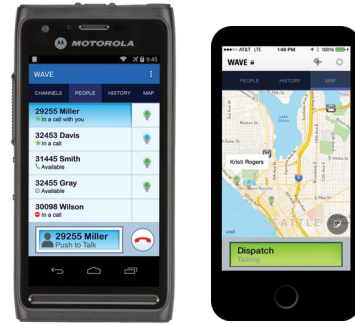 MOTOROLA
9:45
WAVE
CHANNELS PEOPLE HISTORY MAP
29255 Miller
In a call with you
32453 Davis
In a call
31445 Smith
Available
32455 Gray
Available
30098 Wilson
In a call
29255 Miller
Push to Talk
AT&T LTE 1:49 PM 100%
WAVE
PEOPLE HISTORY MAP
Lake
Union
Kristi Rogers
SEATTLE
Dispatch
Talking